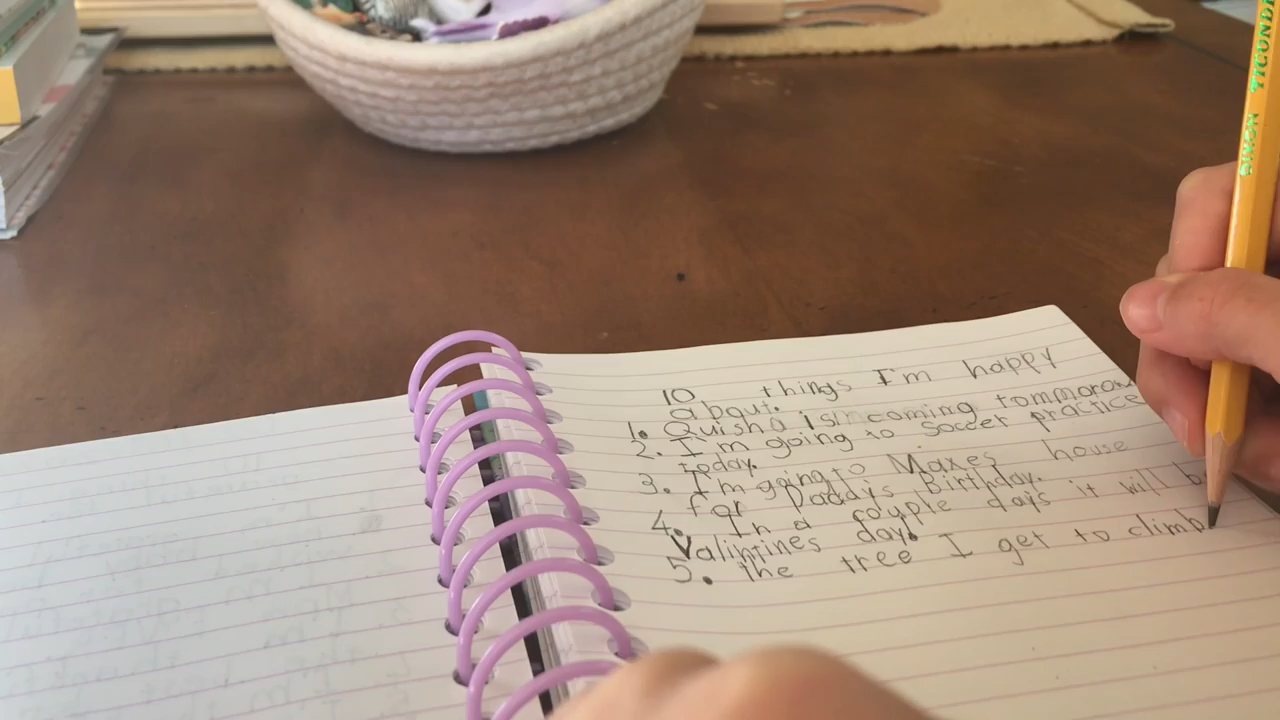 10 things I'm happy
about.
1. Quisha is coming tommorow
2. I'm going to soccer practice
today.
3. I'm going to Maxes house
for Daddy's Birthday.
4. In a couple days it will be
Valintines day!
5. the tree I get to climb.
DIXON TICONDE